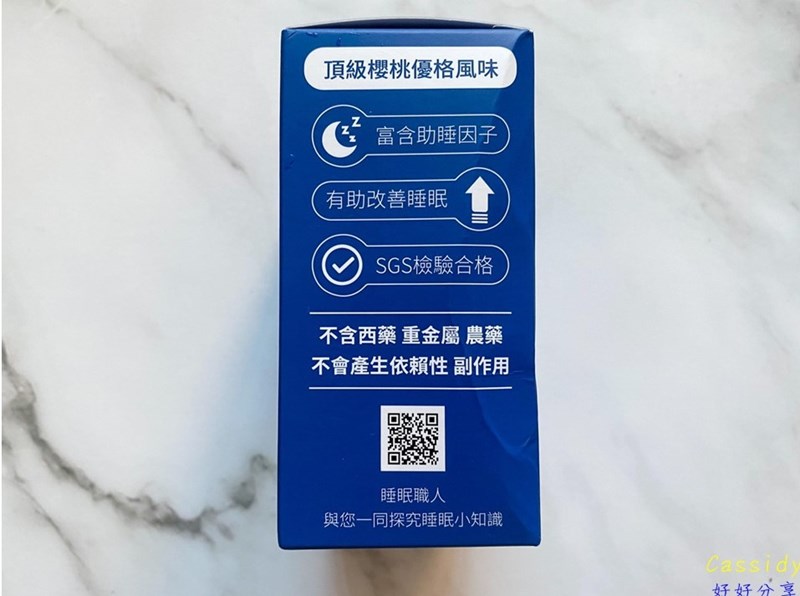 頂級櫻桃優格風味
富含助睡因子
有助改善睡眠
SGS檢驗合格
不含西藥 重金屬 農藥
不會產生依賴性 副作用
睡眠職人
與您一同探究睡眠小知識
Cassidy
好好分享